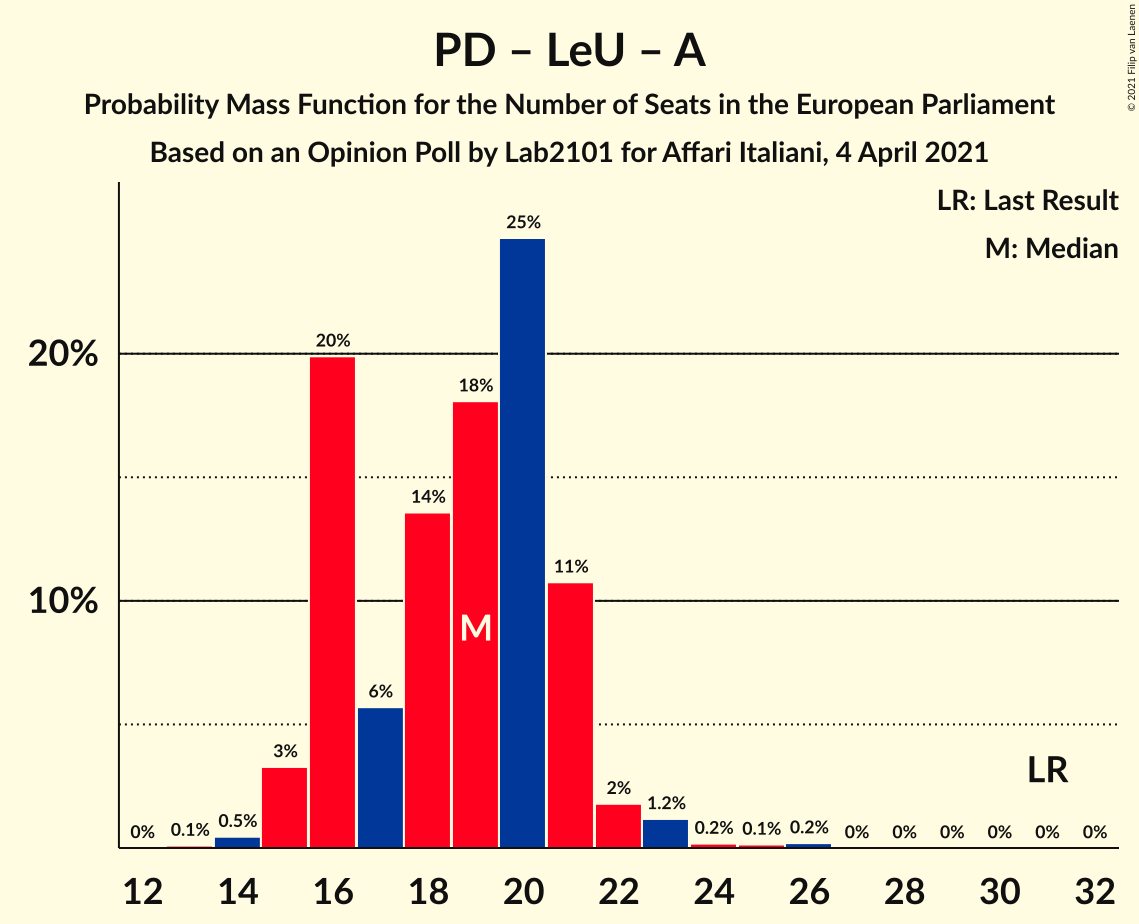 PD – LeU – A
Probability Mass Function for the Number of Seats in the European Parliament
Based on an Opinion Poll by Lab2101 for Affari Italiani, 4 April 2021
© 2021 Filip van Laenen
LR: Last Result
M: Median
25%
20%
20%
18%
14%
11%
10%
M
6%
3%
LR
2%
1.2%
0% 0.1% 0.5% 0.2% 0.1% 0.2% 0% 0% 0% 0% 0% 0%
12 14 16 18 20 22 24 26 28 30 32